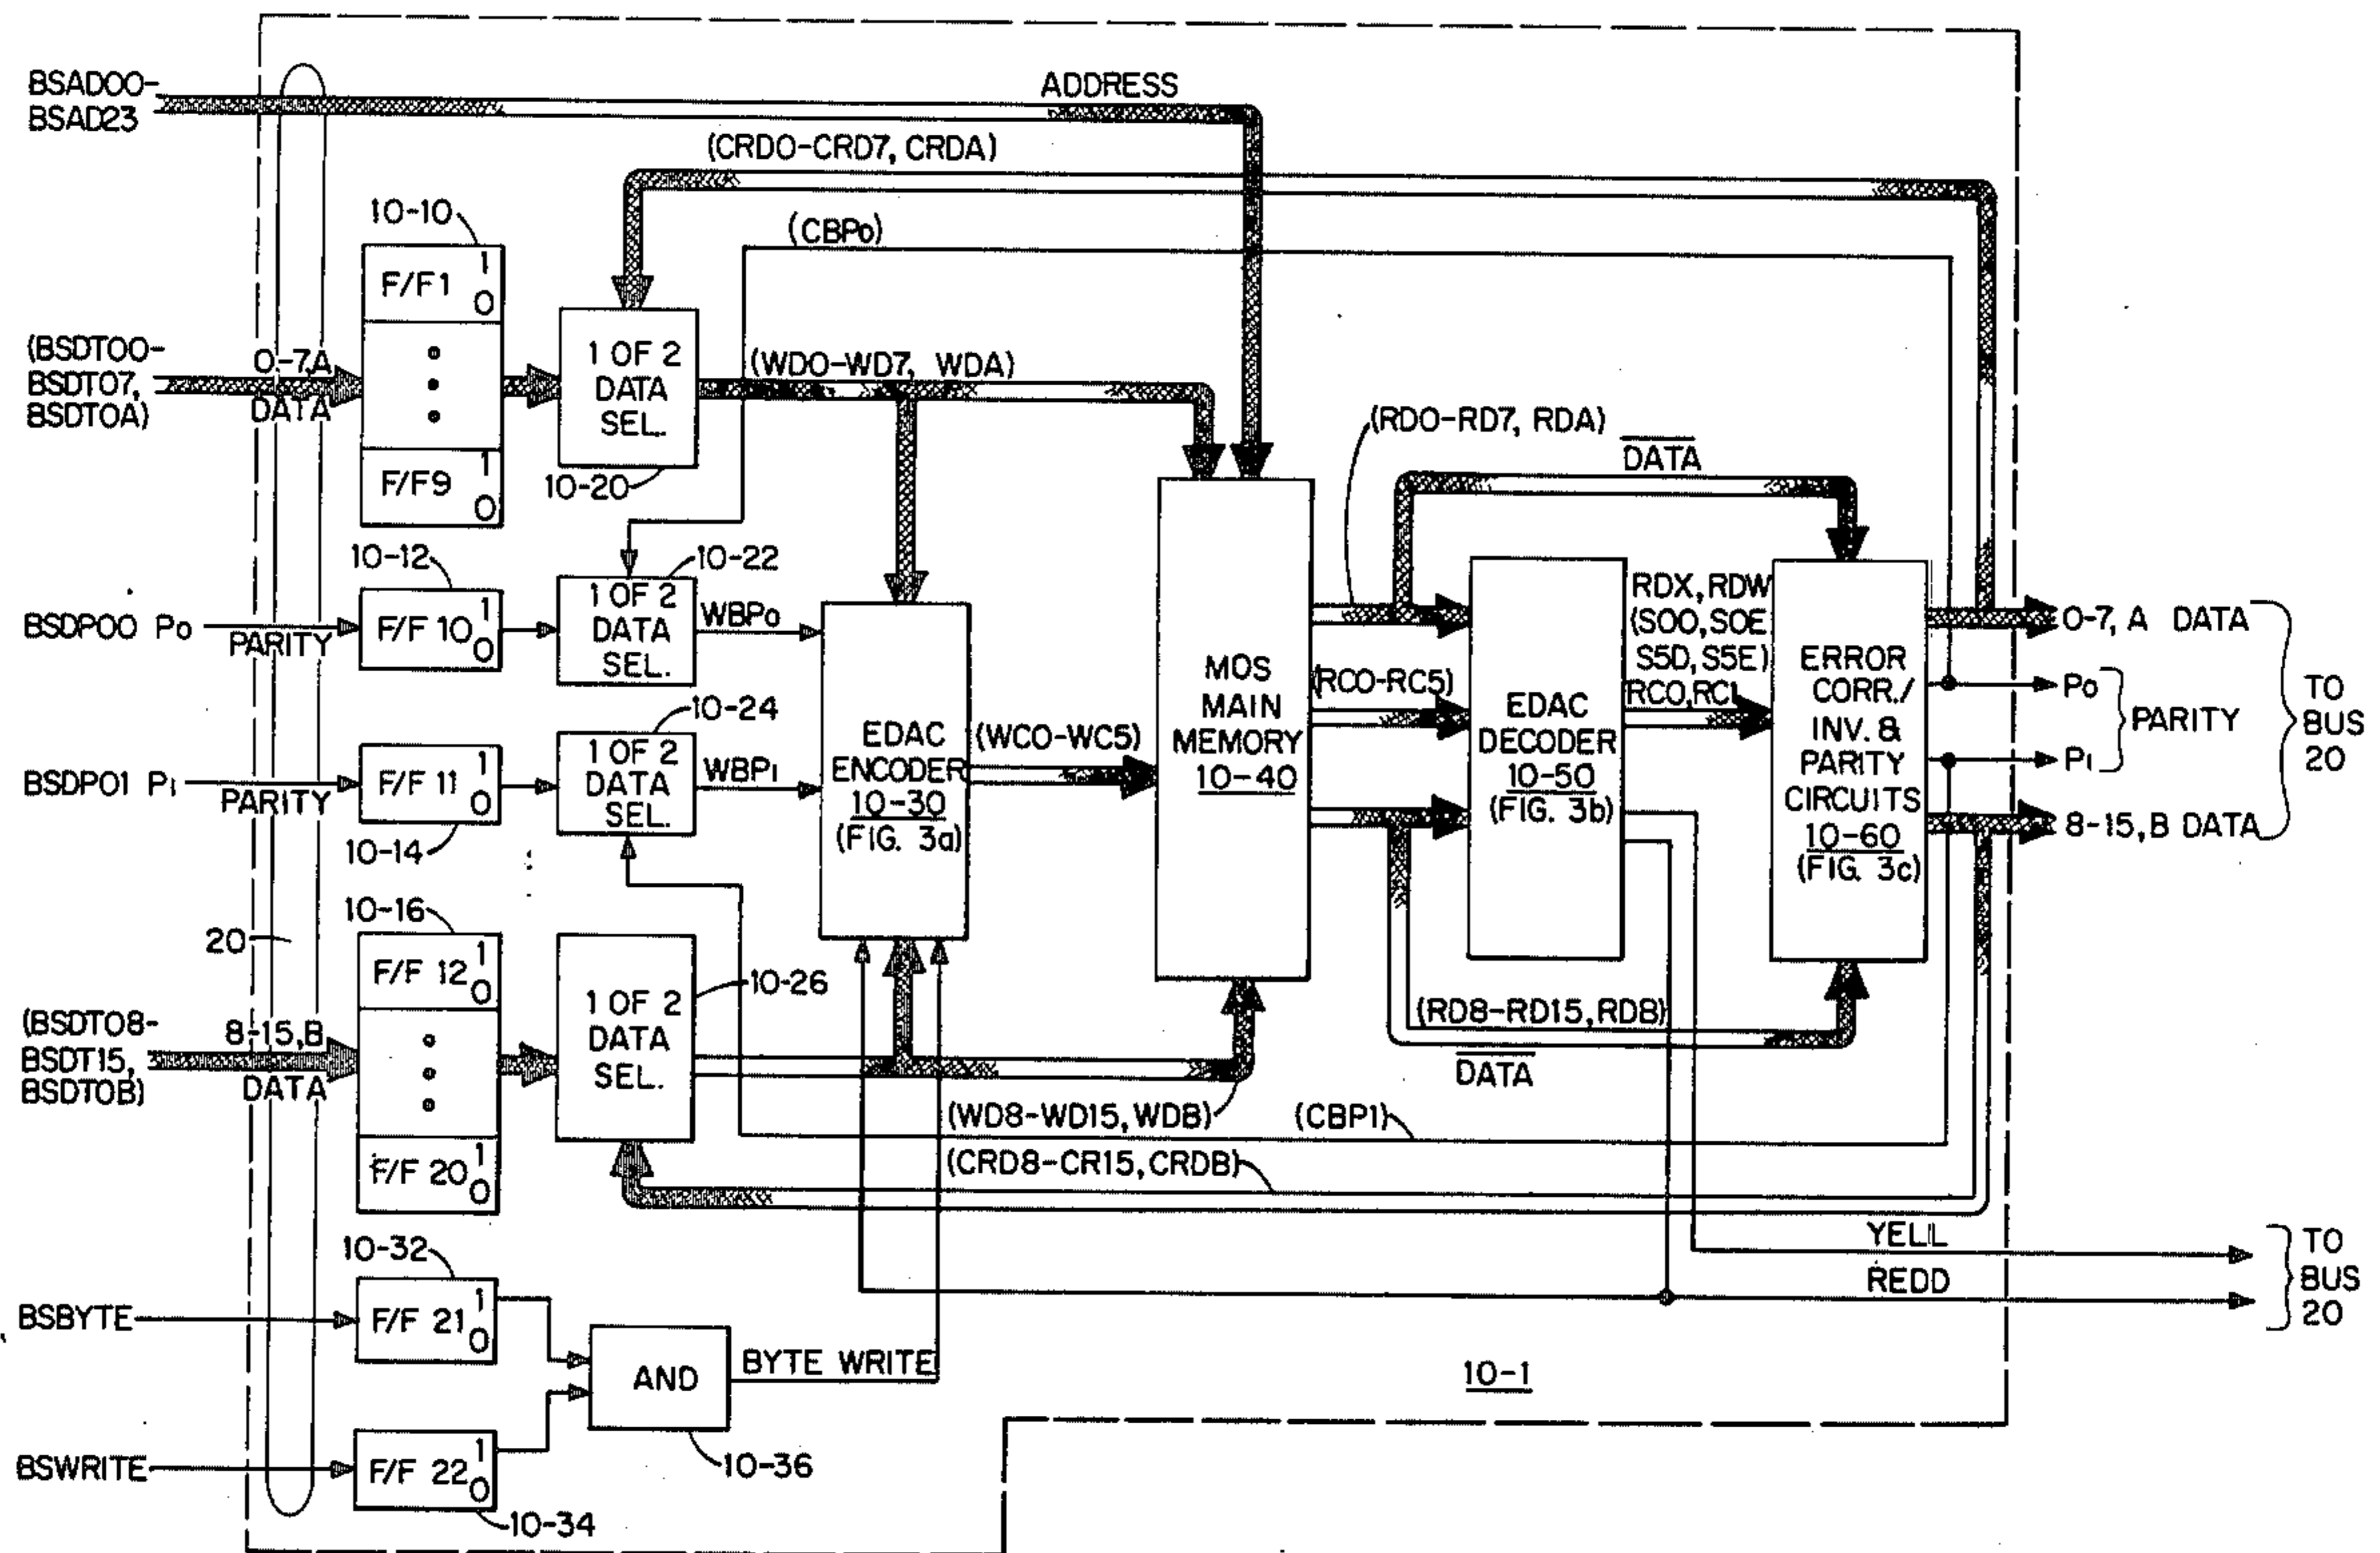 BSAD00-
BSAD23
ADDRESS
(CRD0-CRD7, CRDA)
10-10
(CBP0)
F/F1 1
0
1 OF 2
DATA
SEL.
10-20
(BSDT00-
BSDT07,
BSDT0A)
0-7,A
DATA
(WD0-WD7, WDA)
F/F9 1
0
(RD0-RD7, RDA)
DATA
10-12
10-22
BSDP00 P0
PARITY
F/F 10 1
0
1 OF 2
DATA
SEL.
WBP0
RDX, RDW
(SOO, SOE
S5D, S5E)
RC0, RC1
0-7, A DATA
P0
PARITY
P1
8-15, B DATA
TO
BUS
20
10-24
BSDP01 P1
PARITY
F/F 11 1
0
10-14
1 OF 2
DATA
SEL.
WBP1
EDAC
ENCODER
10-30
(FIG. 3a)
(WC0-WC5)
MOS
MAIN
MEMORY
10-40
(RC0-RC5)
EDAC
DECODER
10-50
(FIG. 3b)
ERROR
CORR./
INV. &
PARITY
CIRCUITS
10-60
(FIG. 3c)
10-16
20
F/F 12 1
0
10-26
1 OF 2
DATA
SEL.
(BSDT08-
BSDT15,
BSDT0B)
8-15,B
DATA
F/F 20 1
0
(RD8-RD15, RDB)
DATA
(WD8-WD15, WDB)
(CBP1)
(CRD8-CR15, CRDB)
YELL
REDD
TO
BUS
20
10-32
BSBYTE
F/F 21 1
0
AND
BYTE WRITE
10-36
10-1
BSWRITE
F/F 22 1
0
10-34